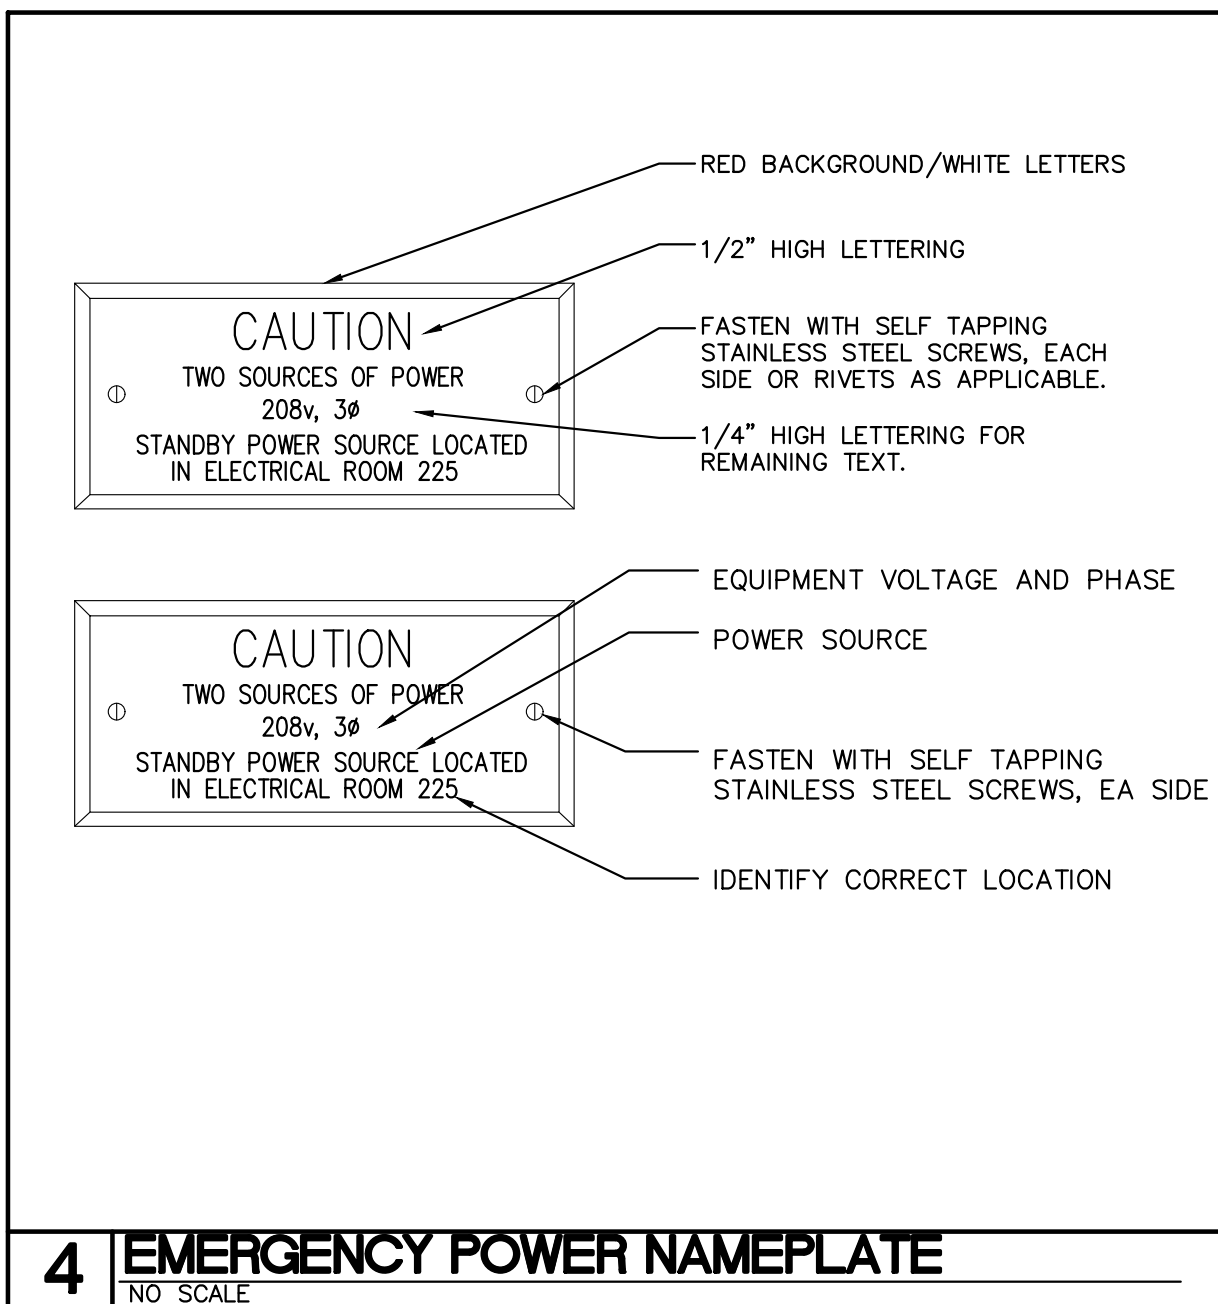 RED BACKGROUND/WHITE LETTERS
1/2” HIGH LETTERING
CAUTION
TWO SOURCES OF POWER
208v, 3ø
STANDBY POWER SOURCE LOCATED
IN ELECTRICAL ROOM 225
FASTEN WITH SELF TAPPING
STAINLESS STEEL SCREWS, EACH
SIDE OR RIVETS AS APPLICABLE.
1/4” HIGH LETTERING FOR
REMAINING TEXT.
CAUTION
TWO SOURCES OF POWER
208v, 3ø
STANDBY POWER SOURCE LOCATED
IN ELECTRICAL ROOM 225
EQUIPMENT VOLTAGE AND PHASE
POWER SOURCE
FASTEN WITH SELF TAPPING
STAINLESS STEEL SCREWS, EA SIDE
IDENTIFY CORRECT LOCATION
4 EMERGENCY POWER NAMEPLATE
NO SCALE